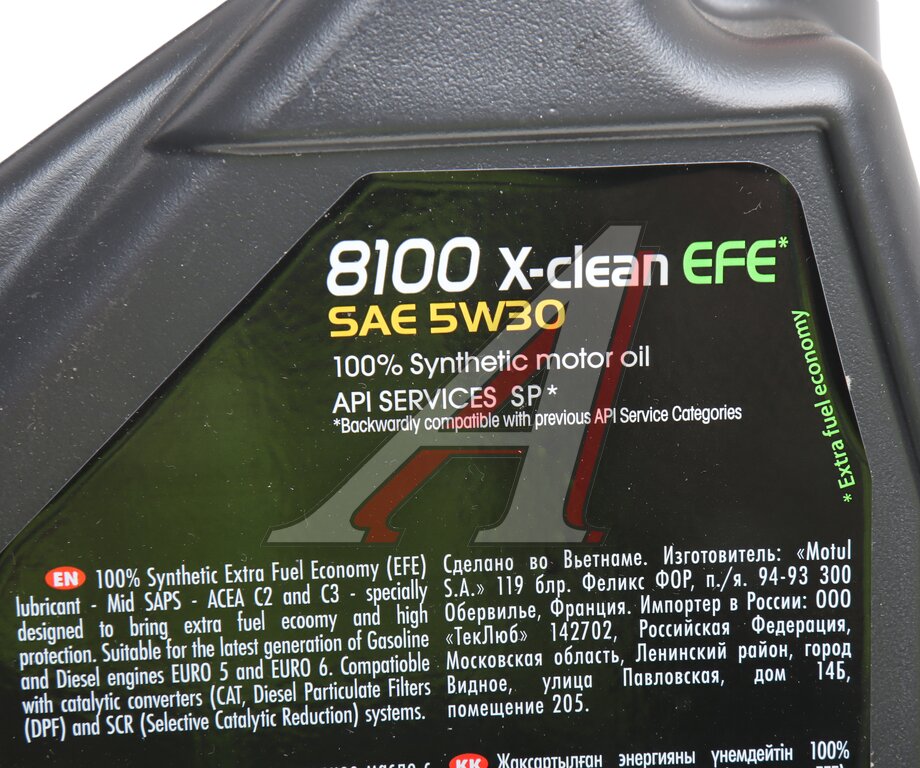 8100 X-clean EFE*
SAE 5W30
100% Synthetic motor oil
API SERVICES SP*
*Backwardly compatible with previous API Service Categories
* Extra fuel economy
EN 100% Synthetic Extra Fuel Economy (EFE)
lubricant - Mid SAPS - ACEA C2 and C3 - specially
designed to bring extra fuel ecoomy and high
protection. Suitable for the latest generation of Gasoline
and Diesel engines EURO 5 and EURO 6. Compatioble
with catalytic converters (CAT, Diesel Particulate Filters
(DPF) and SCR (Selective Catalytic Reduction) systems.
Сделано во Вьетнаме. Изготовитель: «Motul
S.A.» 119 блр. Феликс ФОР, п./я. 94-93 300
Обервилье, Франция. Импортер в России: ООО
«ТекЛюб» 142702, Российская Федерация,
Московская область, Ленинский район, город
Видное, улица Павловская, дом 14Б,
помещение 205.
масло с
KK Жақсартылған энергияны үнемдейтін 100%